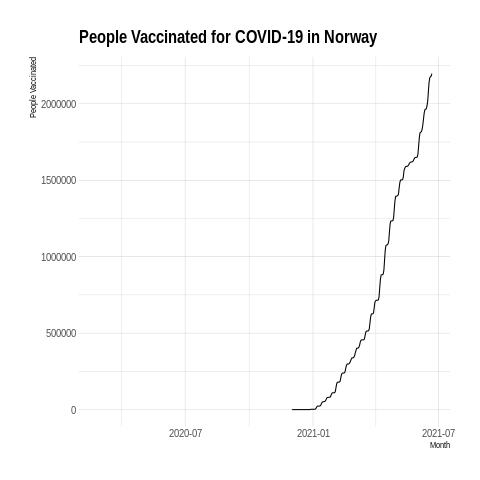 People Vaccinated for COVID-19 in Norway
People Vaccinated
2000000
1500000
1000000
500000
0
2020-07
2021-01
2021-07
Month